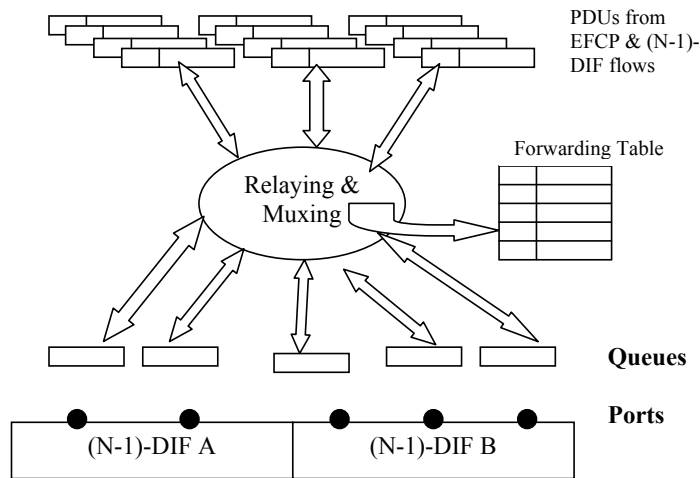 PDUs from
EFCP & (N-1)-
DIF flows
Forwarding Table
Relaying &
Muxing
Queues
Ports
(N-1)-DIF A
(N-1)-DIF B